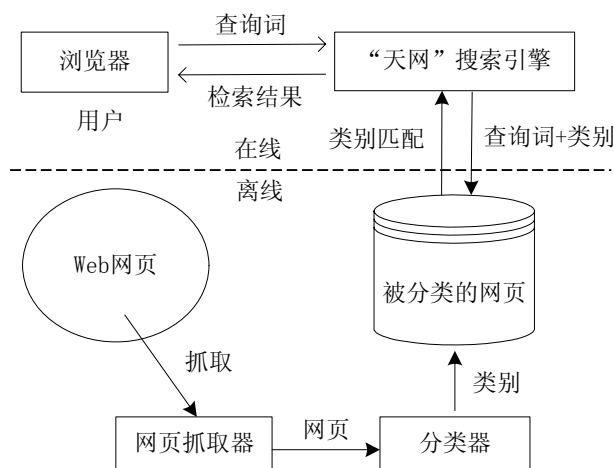 查询词
浏览器
“天网”搜索引擎
检索结果
用户
类别匹配
查询词+类别
在线
离线
Web网页
被分类的网页
抓取
类别
网页抓取器
网页
分类器